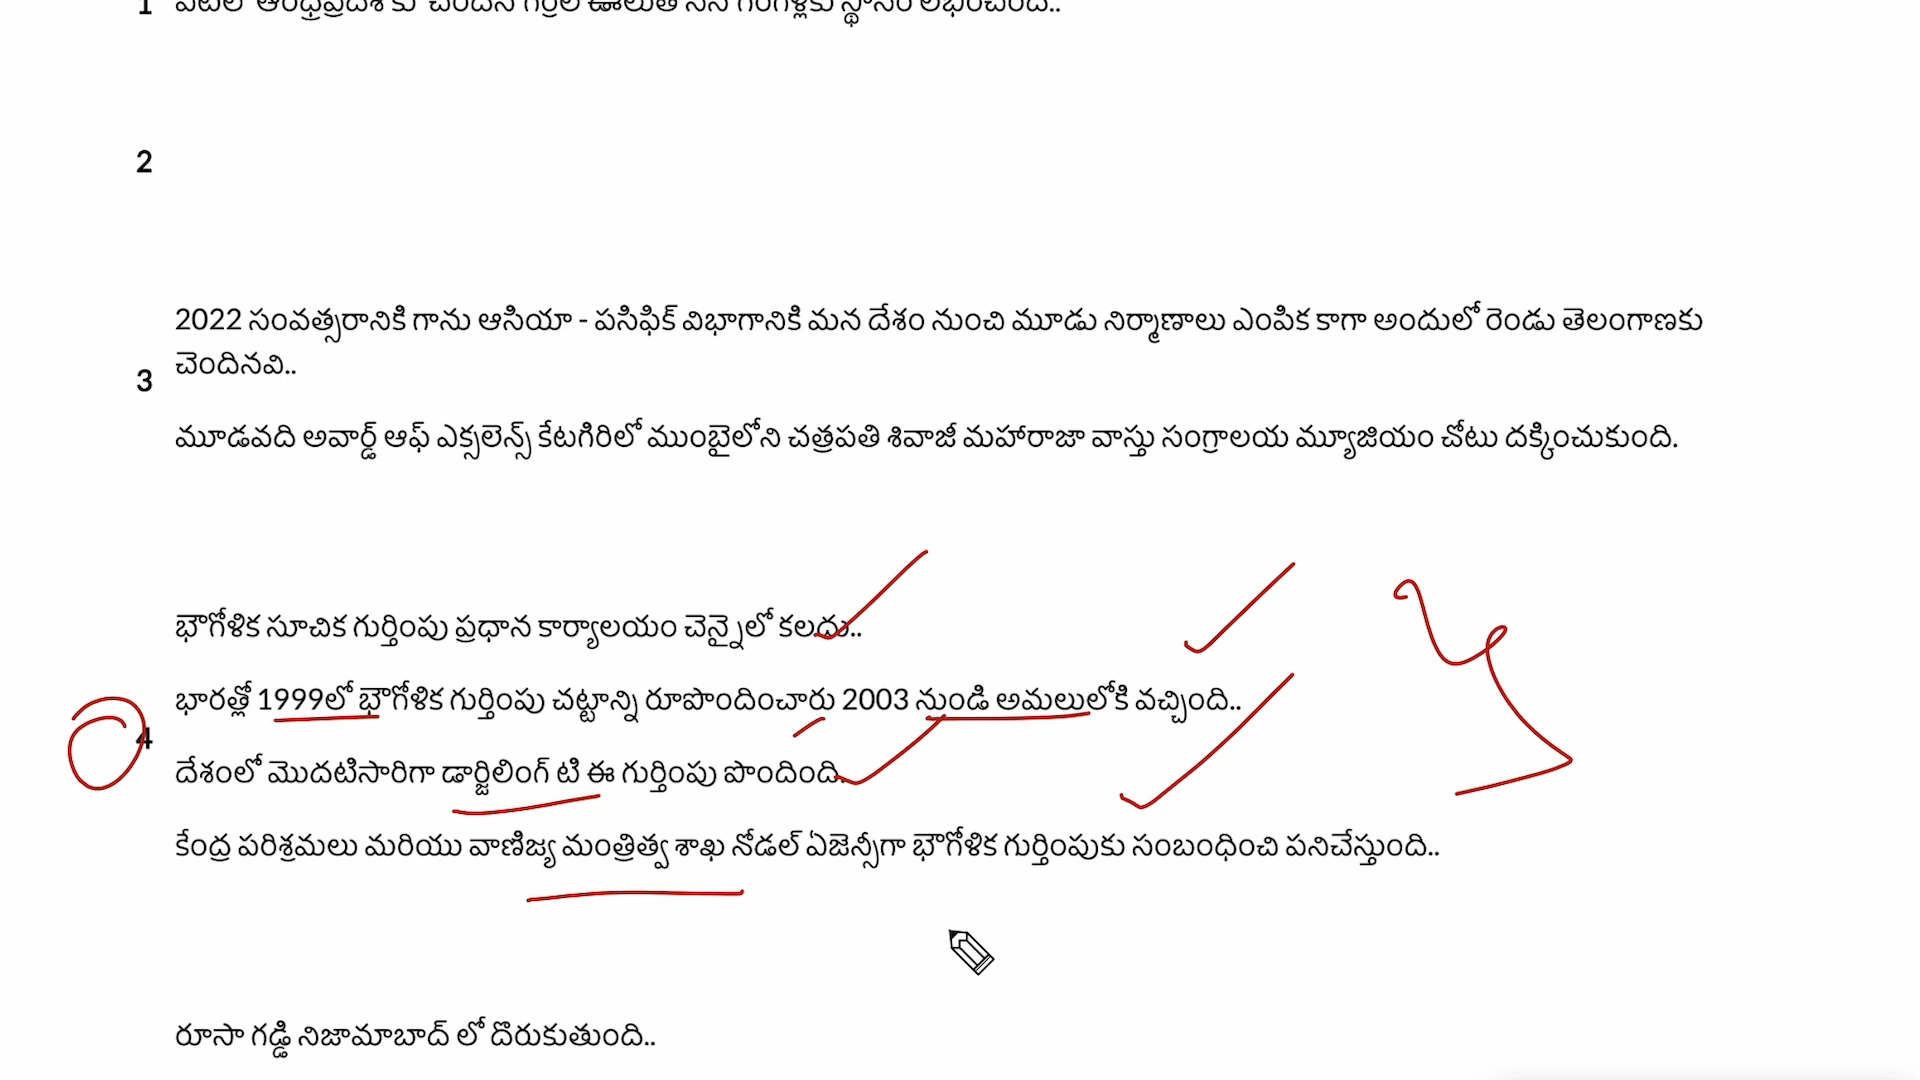 1
2
2022 సంవత్సరానికి గాను ఆసియా - పసిఫిక్ విభాగానికి మన దేశం నుంచి మూడు నిర్మాణాలు ఎంపిక కాగా అందులో రెండు తెలంగాణకు
చెందినవి..
3
మూడవది అవార్డ్ ఆఫ్ ఎక్సలెన్స్ కేటగిరిలో ముంబైలోని చత్రపతి శివాజీ మహారాజా వాస్తు సంగ్రాలయ మ్యూజియం చోటు దక్కించుకుంది.
భౌగోళిక సూచిక గుర్తింపు ప్రధాన కార్యాలయం చెన్నైలో కలదు..
భారత్లో 1999లో భౌగోళిక గుర్తింపు చట్టాన్ని రూపొందించారు 2003 నుండి అమలులోకి వచ్చింది..
4
దేశంలో మొదటిసారిగా డార్జిలింగ్ టి ఈ గుర్తింపు పొందింది.
కేంద్ర పరిశ్రమలు మరియు వాణిజ్య మంత్రిత్వ శాఖ నోడల్ ఏజెన్సీగా భౌగోళిక గుర్తింపుకు సంబంధించి పనిచేస్తుంది..
రూసా గడ్డి నిజామాబాద్ లో దొరుకుతుంది..